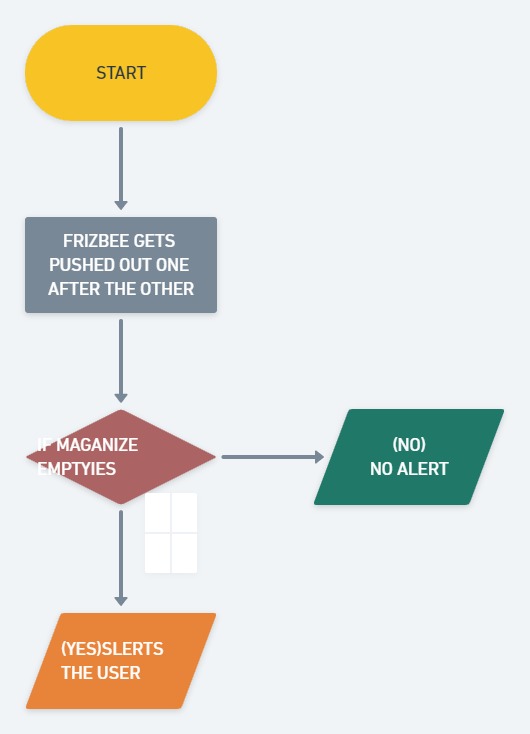 START
FRIZBEE GETS
PUSHED OUT ONE
AFTER THE OTHER
IF MAGANIZE
EMPTYIES
(NO)
NO ALERT
(YES)SLERTS
THE USER